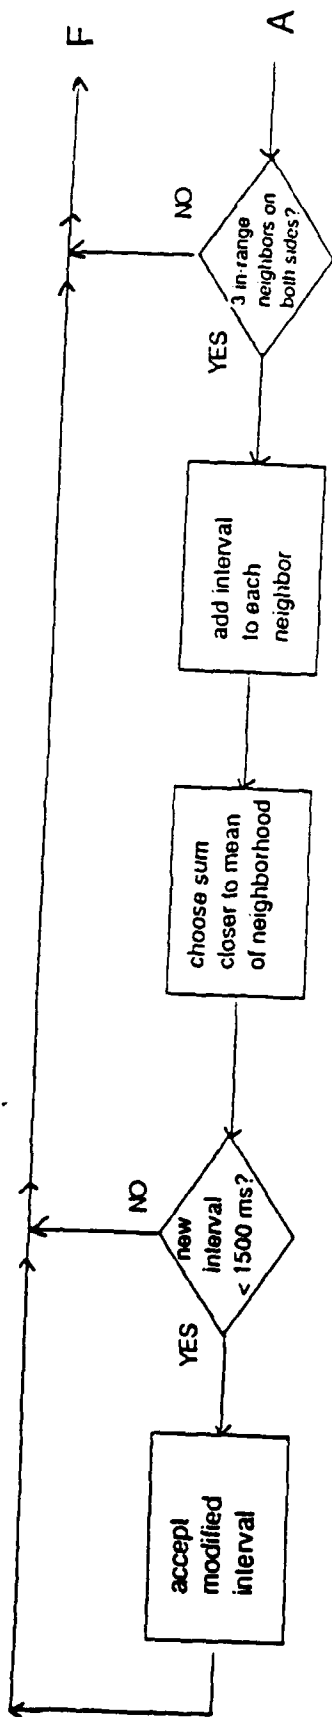 A
3 in-range
neighbors on
both sides?
NO
YES
add interval
to each
neighbor
choose sum
closer to mean
of neighborhood
new
interval
< 1500 ms?
NO
YES
accept
modified
interval
F